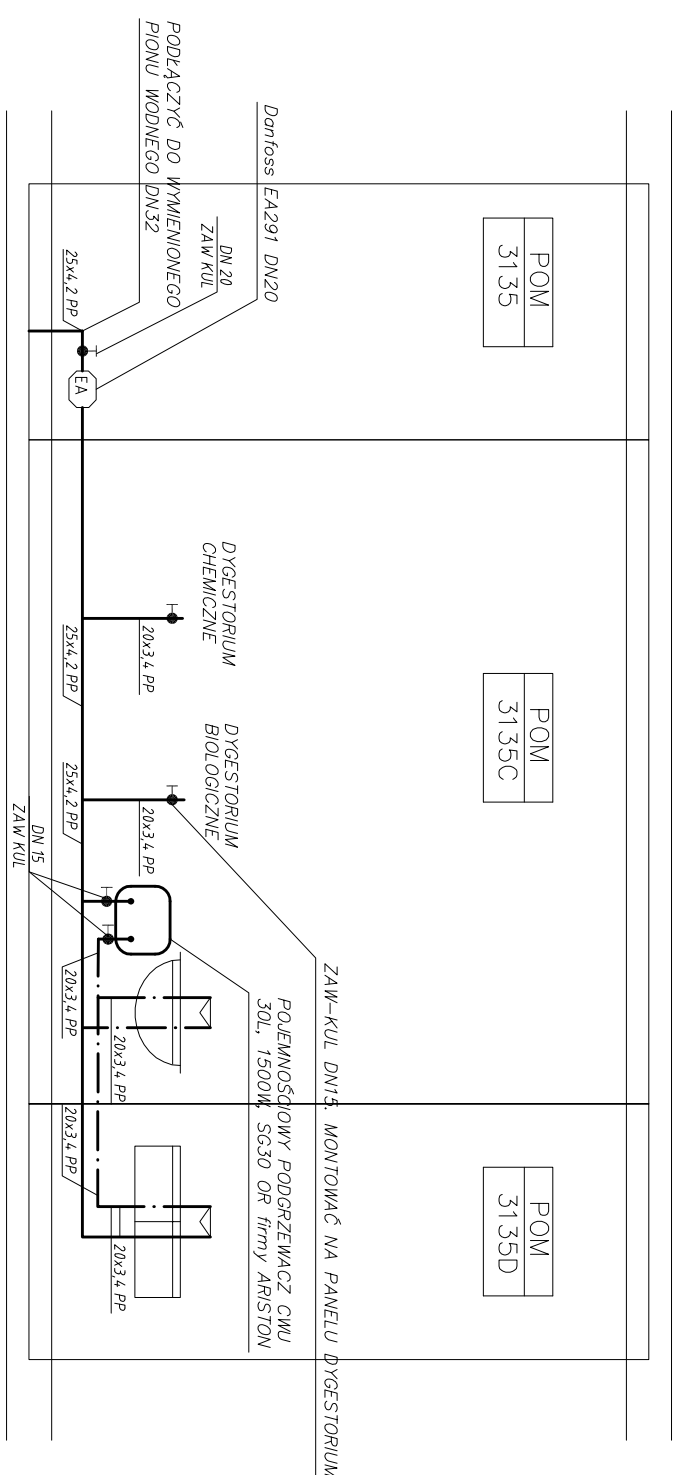 POM
3135
POM
3135C
POM
3135D
Danfoss EA291 DN20
DN 20
ZAW KUL
PODŁĄCZYĆ DO WYMIENIONEGO
PIONU WODNEGO DN32
25x4,2 PP
EA
DYGESTORIUM
CHEMICZNE
20x3,4 PP
25x4,2 PP
DYGESTORIUM
BIOLOGICZNE
20x3,4 PP
25x4,2 PP
DN 15
ZAW KUL
ZAW-KUL DN15. MONTOWAĆ NA PANELU DYGESTORIUM
POJEMNOŚCIOWY PODGRZEWACZ CWU
30L, 1500W, SG30 OR firmy ARISTON
20x3,4 PP
20x3,4 PP
20x3,4 PP
20x3,4 PP